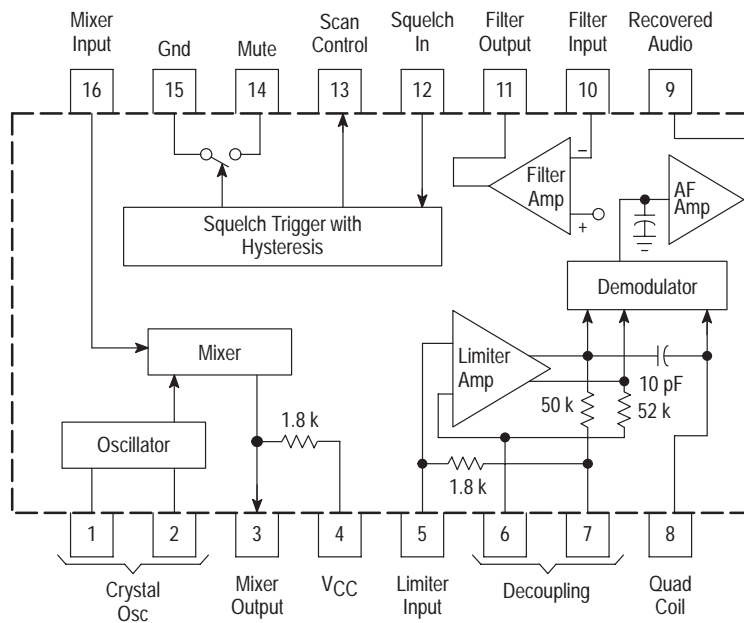 Mixer
Input
Gnd
Mute
Scan
Control
Squelch
In
Filter
Output
Filter
Input
Recovered
Audio
16
15
14
13
12
11
10
9
Squelch Trigger with
Hysteresis
Filter
Amp
–
+
AF
Amp
Demodulator
Mixer
Limiter
Amp
10 pF
50 k
52 k
1.8 k
Oscillator
1.8 k
1
2
3
4
5
6
7
8
Crystal
Osc
Mixer
Output
VCC
Limiter
Input
Decoupling
Quad
Coil